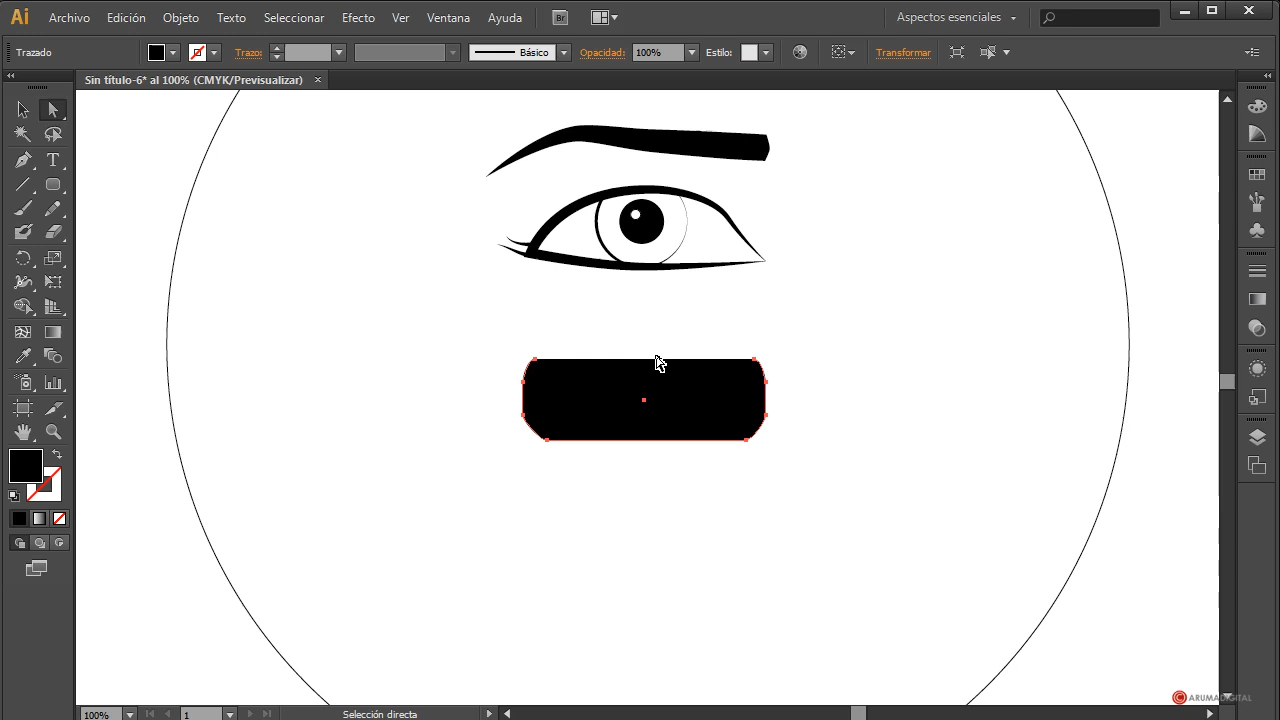 Ai Archivo Edición Objeto Texto Seleccionar Efecto Ver Ventana Ayuda Br Aspectos esenciales
Trazado Trazo: Básico Opacidad: 100% Estilo: Transformar
Sin título-6* al 100% (CMYK/Previsualizar) ×
ARUMADIGITAL
100% 1 Selección directa